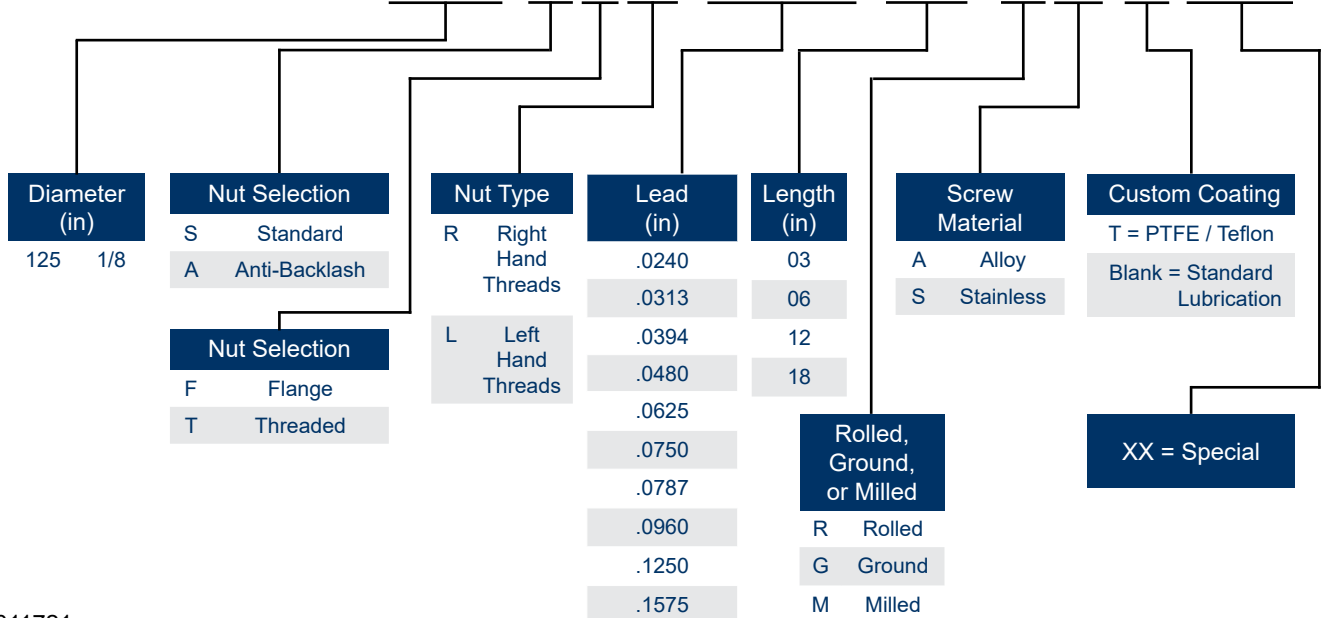 Diameter
(in)
125 1/8
Nut Selection
S Standard
A Anti-Backlash
Nut Selection
F Flange
T Threaded
Nut Type
R Right
Hand
Threads
L Left
Hand
Threads
Lead
(in)
.0240
.0313
.0394
.0480
.0625
.0750
.0787
.0960
.1250
.1575
Length
(in)
03
06
12
18
Rolled,
Ground,
or Milled
R Rolled
G Ground
M Milled
Screw
Material
A Alloy
S Stainless
Custom Coating
T = PTFE / Teflon
Blank = Standard
Lubrication
XX = Special